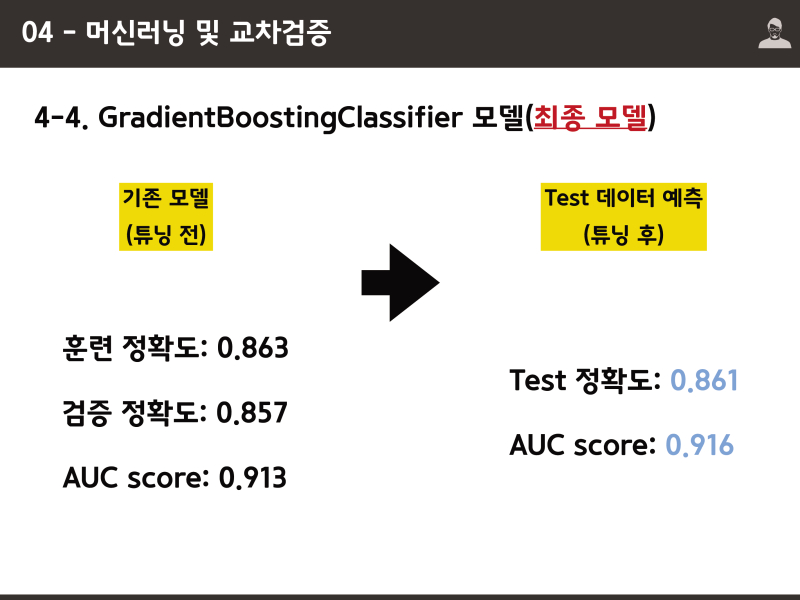 04 - 머신러닝 및 교차검증
4-4. GradientBoostingClassifier 모델(최종 모델)
기존 모델
(튜닝 전)
훈련 정확도: 0.863
검증 정확도: 0.857
AUC score: 0.913
Test 데이터 예측
(튜닝 후)
Test 정확도: 0.861
AUC score: 0.916